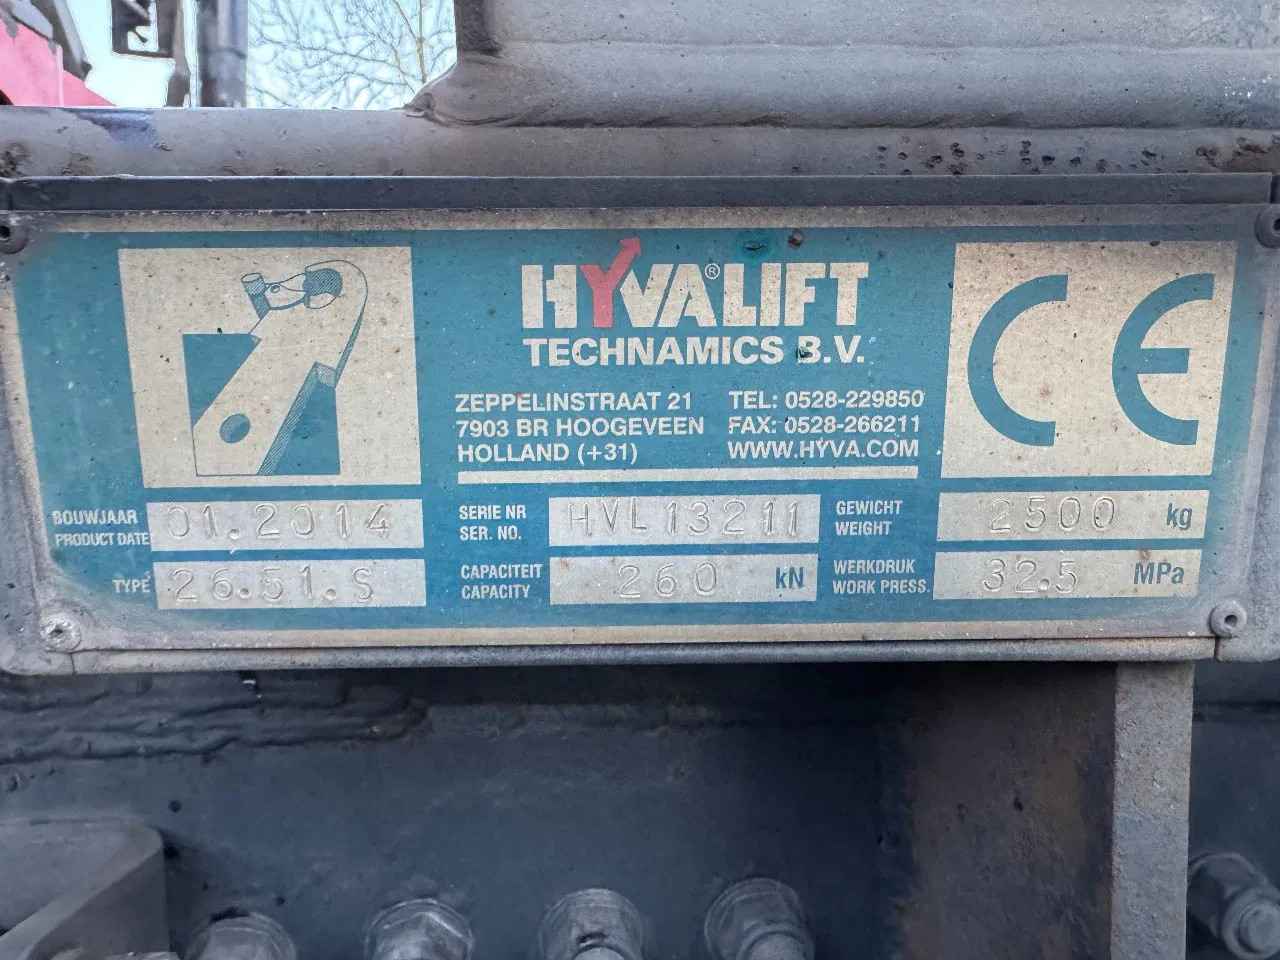 HYVA® LIFT
TECHNAMICS B.V.
ZEPPELINSTRAAT 21 TEL: 0528-229850
7903 BR HOOGEVEEN FAX: 0528-266211
HOLLAND (+31) WWW.HYVA.COM
CE
BOUWJAAR
PRODUCT DATE 01.2014
SERIE NR
SER. NO. HVL13211
GEWICHT
WEIGHT 2500 kg
TYPE 26.51.S
CAPACITEIT
CAPACITY 260 kN
WERKDRUK
WORK PRESS. 32.5 MPa